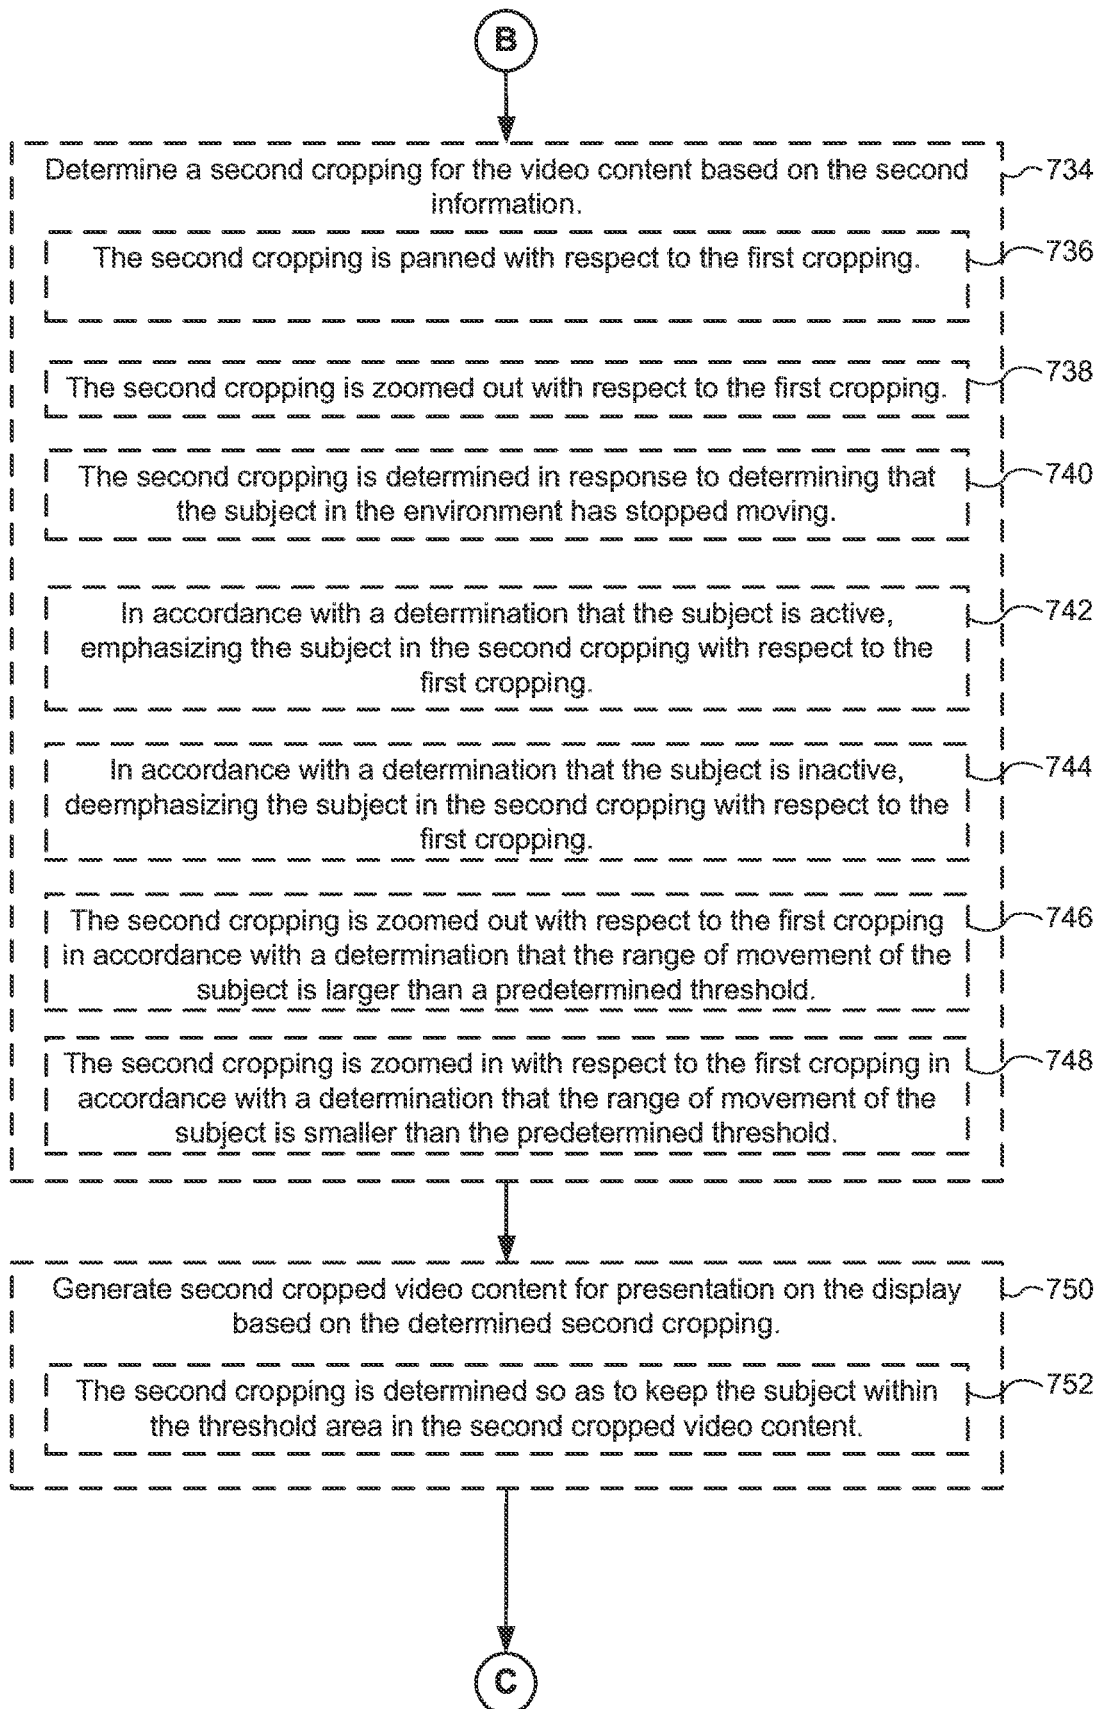 B
Determine a second cropping for the video content based on the second
information.
734
The second cropping is panned with respect to the first cropping.
736
The second cropping is zoomed out with respect to the first cropping.
738
The second cropping is determined in response to determining that
the subject in the environment has stopped moving.
740
In accordance with a determination that the subject is active,
emphasizing the subject in the second cropping with respect to the
first cropping.
742
In accordance with a determination that the subject is inactive,
deemphasizing the subject in the second cropping with respect to the
first cropping.
744
The second cropping is zoomed out with respect to the first cropping
in accordance with a determination that the range of movement of the
subject is larger than a predetermined threshold.
746
The second cropping is zoomed in with respect to the first cropping in
accordance with a determination that the range of movement of the
subject is smaller than the predetermined threshold.
748
Generate second cropped video content for presentation on the display
based on the determined second cropping.
750
The second cropping is determined so as to keep the subject within
the threshold area in the second cropped video content.
752
C